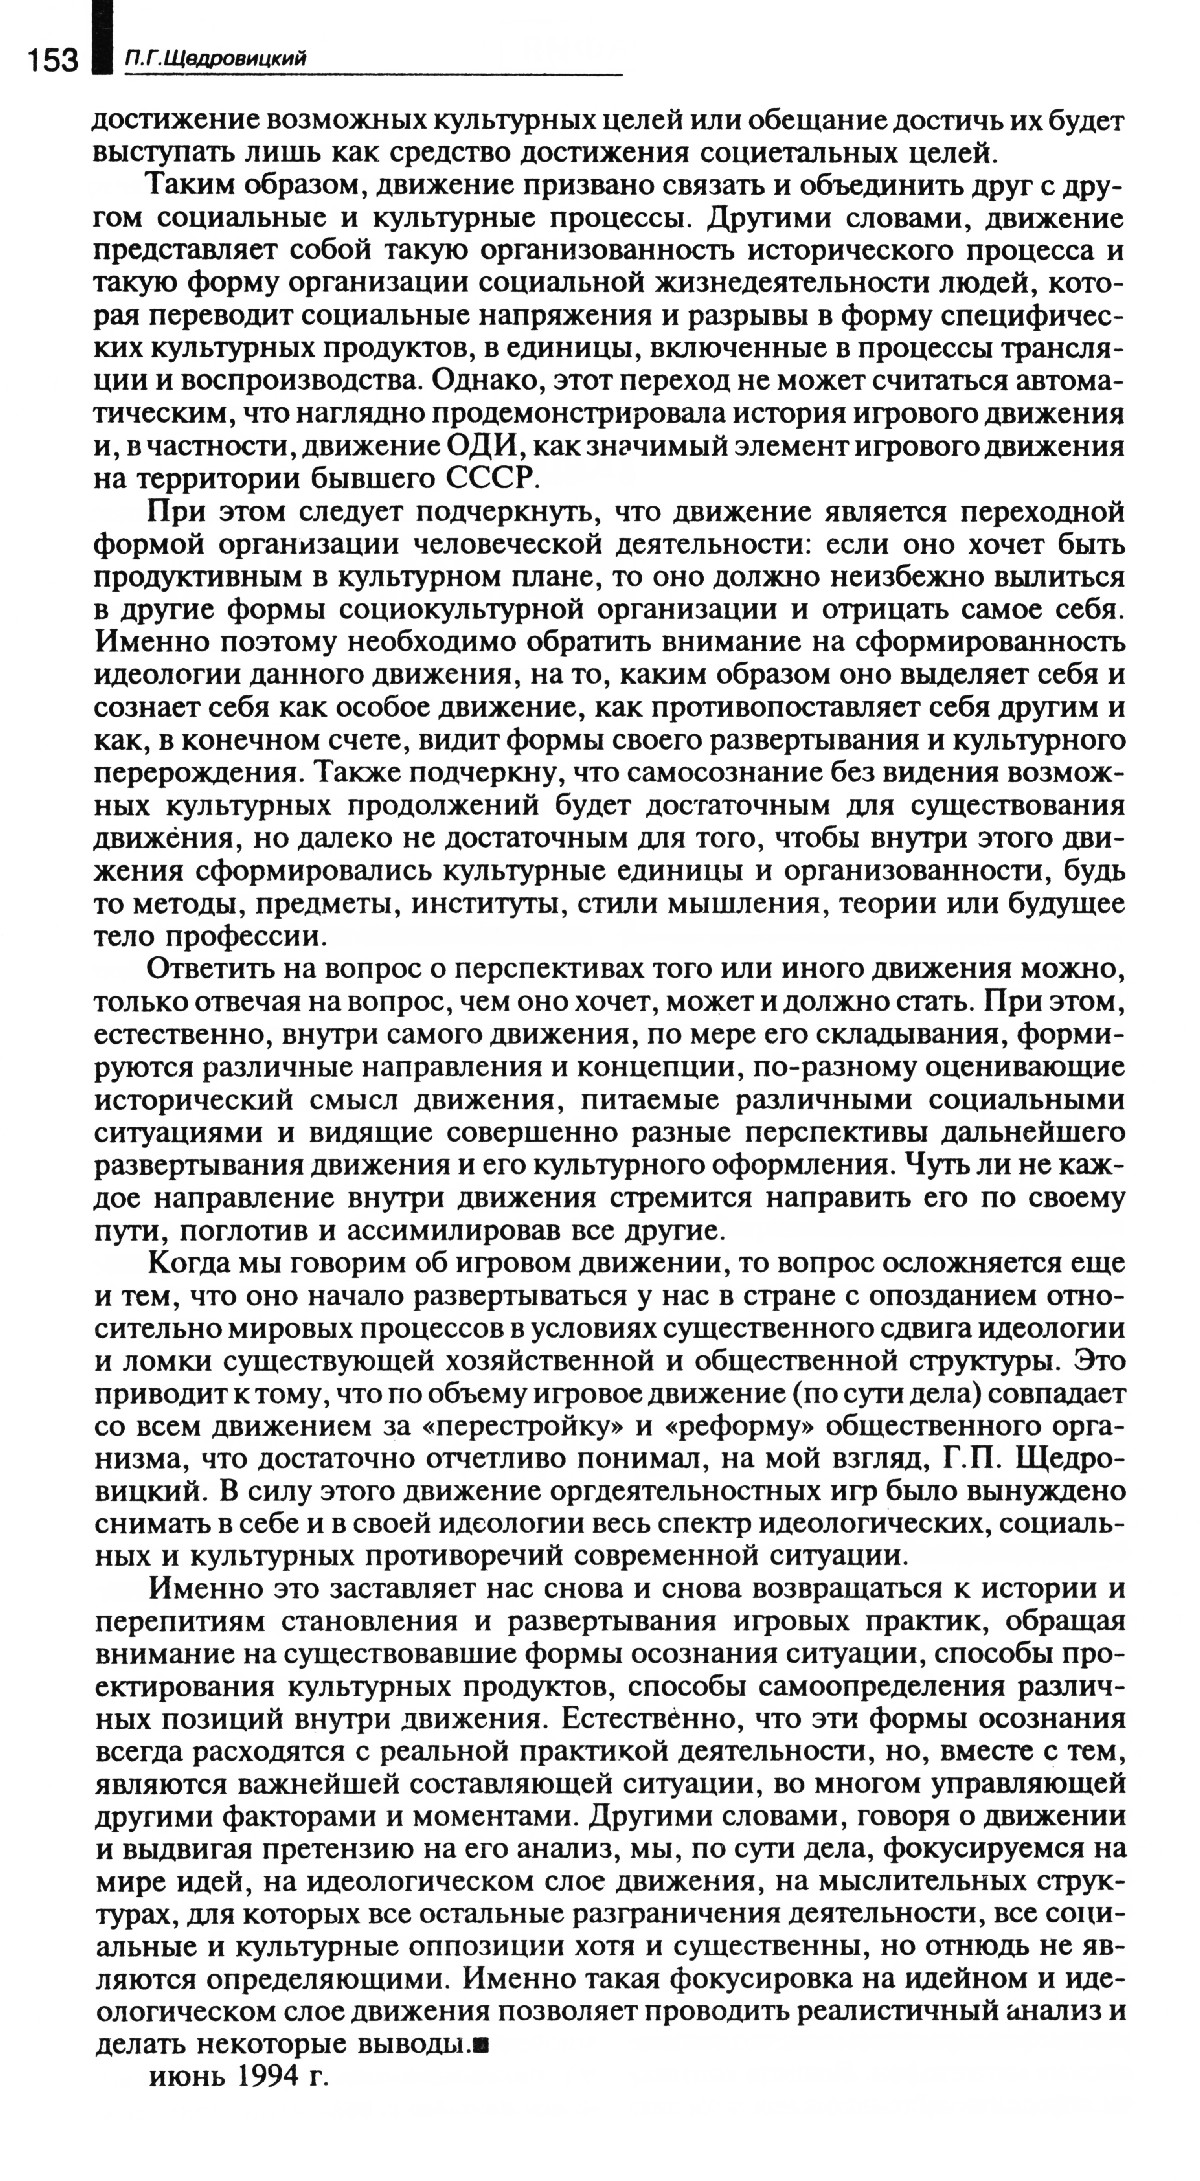 153 П.Г.Щедровицкий
достижение возможных культурных целей или обещание достичь их будет
выступать лишь как средство достижения социетальных целей.
Таким образом, движение призвано связать и объединить друг с дру-
гом социальные и культурные процессы. Другими словами, движение
представляет собой такую организованность исторического процесса и
такую форму организации социальной жизнедеятельности людей, кото-
рая переводит социальные напряжения и разрывы в форму специфичес-
ких культурных продуктов, в единицы, включенные в процессы трансля-
ции и воспроизводства. Однако, этот переход не может считаться автома-
тическим, что наглядно продемонстрировала история игрового движения
и, в частности, движение ОДИ, как значимый элемент игрового движения
на территории бывшего СССР.
При этом следует подчеркнуть, что движение является переходной
формой организации человеческой деятельности: если оно хочет быть
продуктивным в культурном плане, то оно должно неизбежно вылиться
в другие формы социокультурной организации и отрицать самое себя.
Именно поэтому необходимо обратить внимание на сформированность
идеологии данного движения, на то, каким образом оно выделяет себя и
сознает себя как особое движение, как противопоставляет себя другим и
как, в конечном счете, видит формы своего развертывания и культурного
перерождения. Также подчеркну, что самосознание без видения возмож-
ных культурных продолжений будет достаточным для существования
движения, но далеко не достаточным для того, чтобы внутри этого дви-
жения сформировались культурные единицы и организованности, будь
то методы, предметы, институты, стили мышления, теории или будущее
тело профессии.
Ответить на вопрос о перспективах того или иного движения можно,
только отвечая на вопрос, чем оно хочет, может и должно стать. При этом,
естественно, внутри самого движения, по мере его складывания, форми-
руются различные направления и концепции, по-разному оценивающие
исторический смысл движения, питаемые различными социальными
ситуациями и видящие совершенно разные перспективы дальнейшего
развертывания движения и его культурного оформления. Чуть ли не каж-
дое направление внутри движения стремится направить его по своему
пути, поглотив и ассимилировав все другие.
Когда мы говорим об игровом движении, то вопрос осложняется еще
и тем, что оно начало развертываться у нас в стране с опозданием отно-
сительно мировых процессов в условиях существенного сдвига идеологии
и ломки существующей хозяйственной и общественной структуры. Это
приводит к тому, что по объему игровое движение (по сути дела) совпадает
со всем движением за «перестройку» и «реформу» общественного орга-
низма, что достаточно отчетливо понимал, на мой взгляд, Г.П. Щедро-
вицкий. В силу этого движение оргдеятельностных игр было вынуждено
снимать в себе и в своей идеологии весь спектр идеологических, социаль-
ных и культурных противоречий современной ситуации.
Именно это заставляет нас снова и снова возвращаться к истории и
перепитиям становления и развертывания игровых практик, обращая
внимание на существовавшие формы осознания ситуации, способы про-
ектирования культурных продуктов, способы самоопределения различ-
ных позиций внутри движения. Естественно, что эти формы осознания
всегда расходятся с реальной практикой деятельности, но, вместе с тем,
являются важнейшей составляющей ситуации, во многом управляющей
другими факторами и моментами. Другими словами, говоря о движении
и выдвигая претензию на его анализ, мы, по сути дела, фокусируемся на
мире идей, на идеологическом слое движения, на мыслительных струк-
турах, для которых все остальные разграничения деятельности, все соци-
альные и культурные оппозиции хотя и существенны, но отнюдь не яв-
ляются определяющими. Именно такая фокусировка на идейном и иде-
ологическом слое движения позволяет проводить реалистичный анализ и
делать некоторые выводы.■
июнь 1994 г.